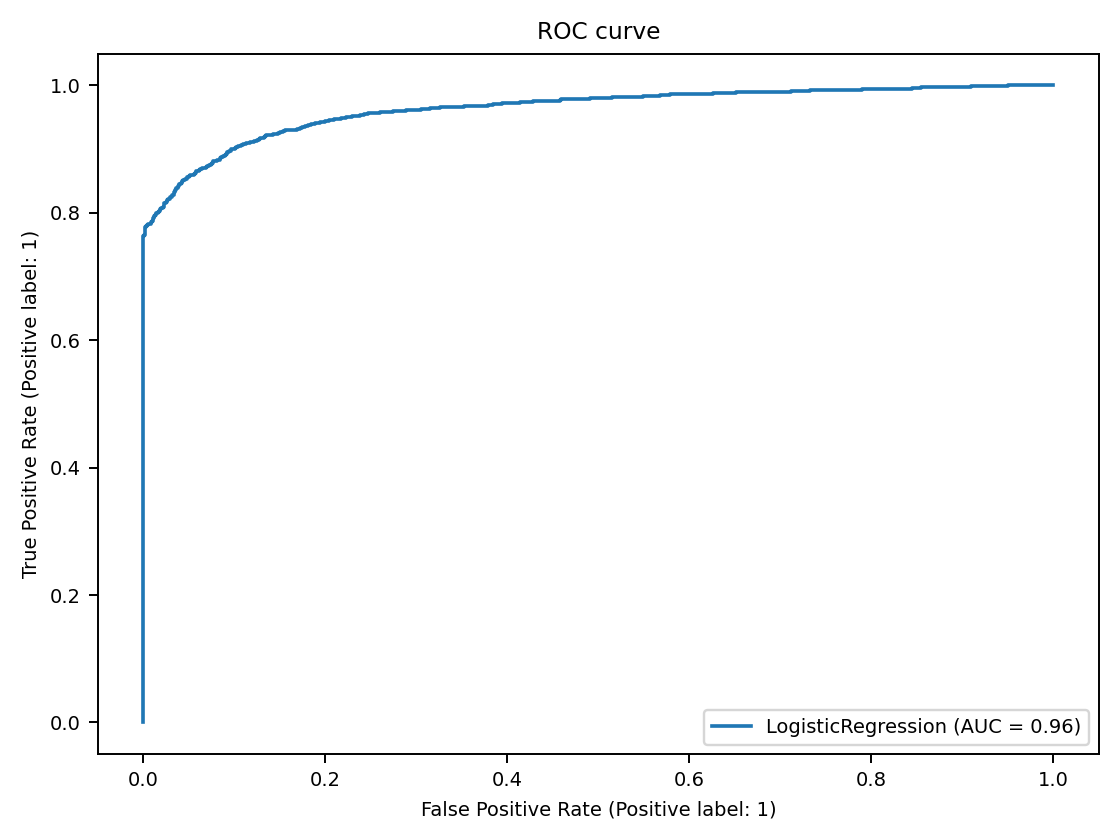 ROC curve
True Positive Rate (Positive label: 1)
1.0
0.8
0.6
0.4
0.2
0.0
LogisticRegression (AUC = 0.96)
0.0 0.2 0.4 0.6 0.8 1.0
False Positive Rate (Positive label: 1)